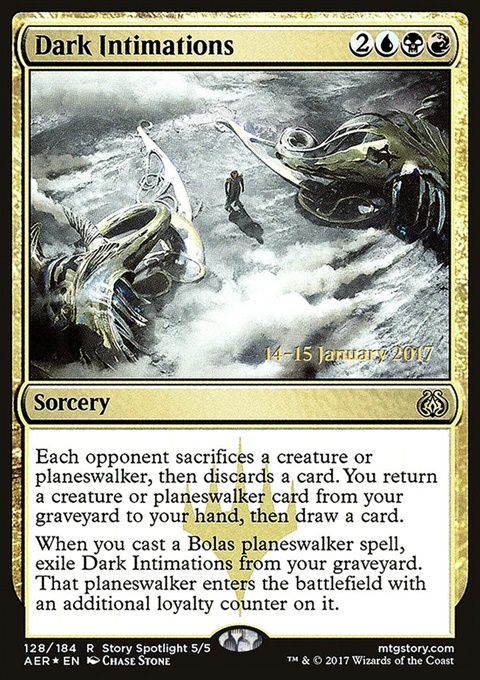 Dark Intimations 2
14-15 January 2017
Sorcery
Each opponent sacrifices a creature or
planeswalker, then discards a card. You return
a creature or planeswalker card from your
graveyard to your hand, then draw a card.
When you cast a Bolas planeswalker spell,
exile Dark Intimations from your graveyard.
That planeswalker enters the battlefield with
an additional loyalty counter on it.
128/184 R Story Spotlight 5/5 mtgstory.com
AER★EN Chase Stone ™ & © 2017 Wizards of the Coast